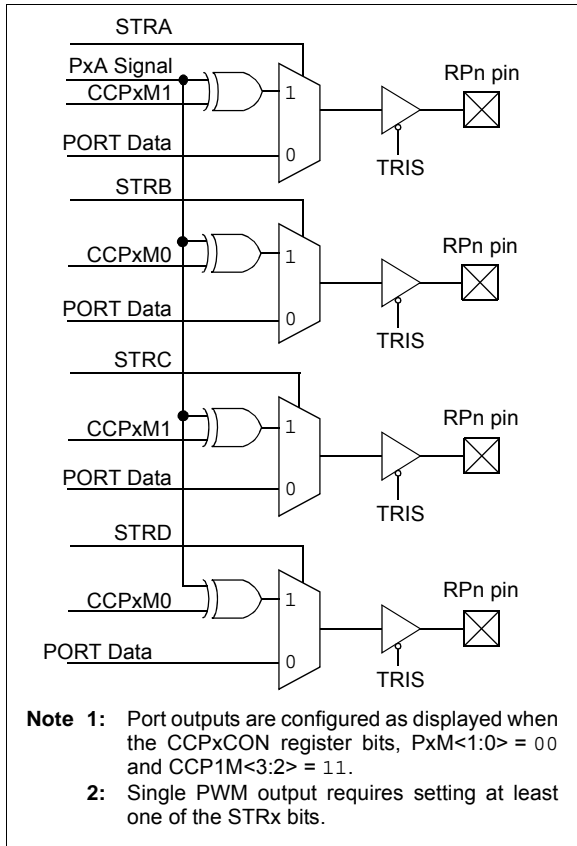 STRA
PxA Signal
CCPxM1
1
RPn pin
PORT Data
0
TRIS
STRB
CCPxM0
1
RPn pin
PORT Data
0
TRIS
STRC
CCPxM1
1
RPn pin
PORT Data
0
TRIS
STRD
CCPxM0
1
RPn pin
PORT Data
0
TRIS
Note 1: Port outputs are configured as displayed when
the CCPxCON register bits, PxM<1:0> = 00
and CCP1M<3:2> = 11.
2: Single PWM output requires setting at least
one of the STRx bits.